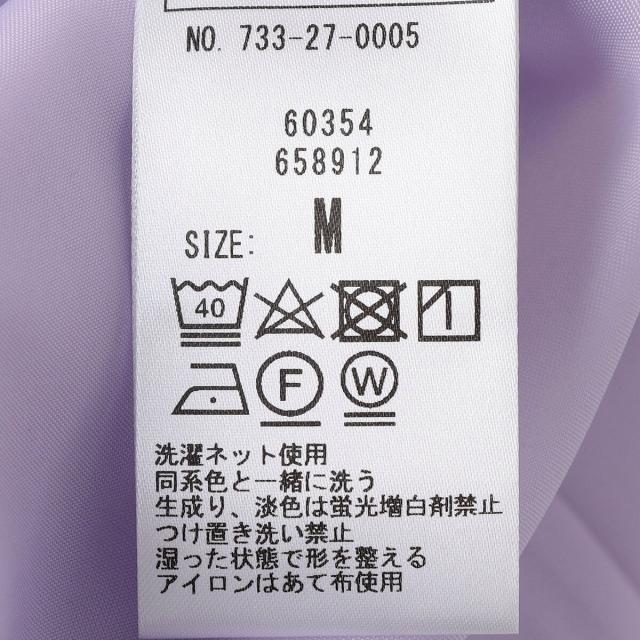 NO. 733-27-0005
60354
658912
SIZE: M
40
F W
洗濯ネット使用
同系色と一緒に洗う
生成り、淡色は蛍光増白剤禁止
つけ置き洗い禁止
湿った状態で形を整える
アイロンはあて布使用